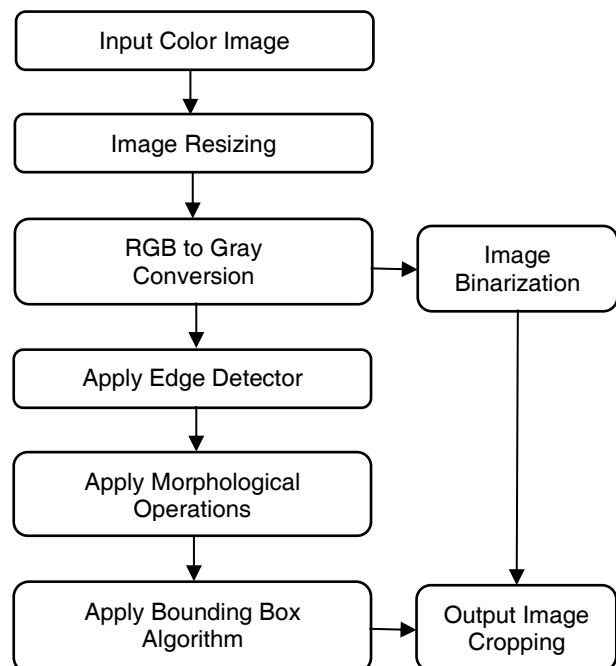 Input Color Image
Image Resizing
RGB to Gray
Conversion
Image
Binarization
Apply Edge Detector
Apply Morphological
Operations
Apply Bounding Box
Algorithm
Output Image
Cropping